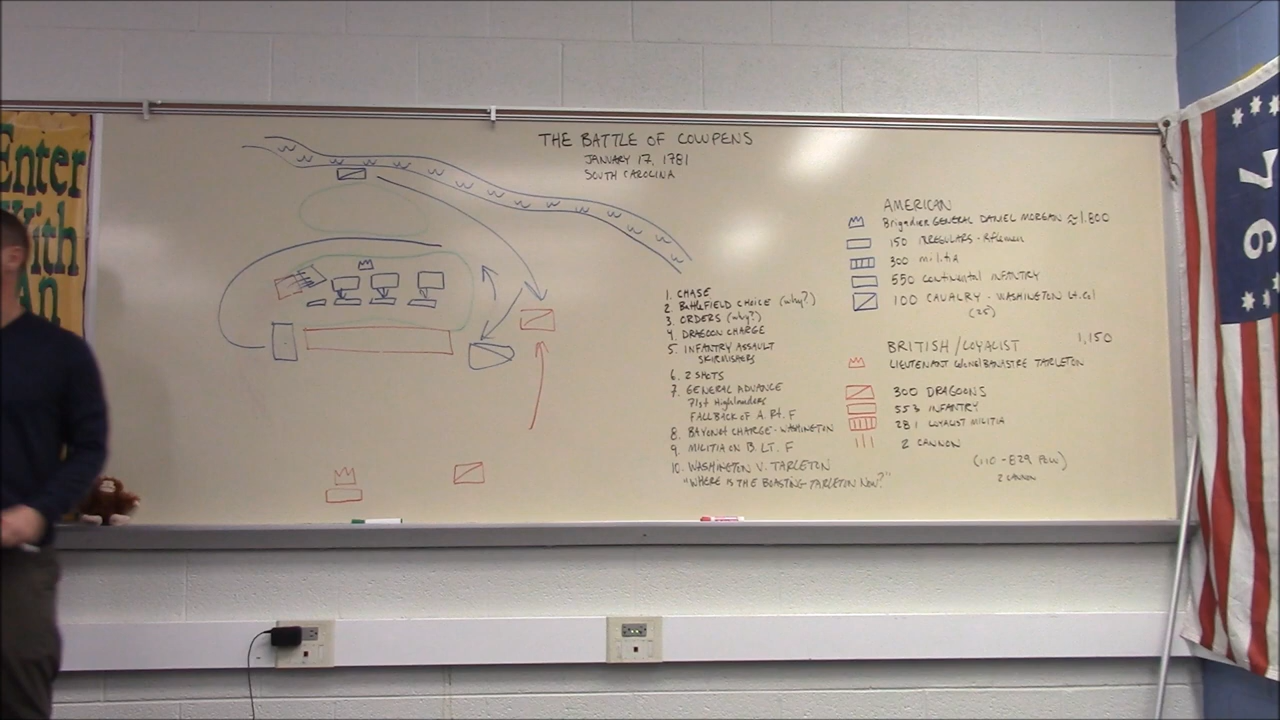 Enter
With
An
THE BATTLE OF COWPENS
JANUARY 17, 1781
SOUTH CAROLINA
1. CHASE
2. BATTLEFIELD CHOICE (why?)
3. ORDERS (why?)
4. DRAGOON CHARGE
5. INFANTRY ASSAULT
SKIRMISHERS
6. 2 SHOTS
7. GENERAL ADVANCE
71st Highlanders
FALLBACK OF A. Rt. F
8. BAYONET CHARGE - WASHINGTON
9. MILITIA ON B. LT. F
10. WASHINGTON V. TARLETON
"WHERE IS THE BOASTING TARLETON NOW?"
AMERICAN
Brigadier GENERAL DANIEL MORGAN ≈ 1,800
150 IRREGULARS - Riflemen
300 militia
550 Continental INFANTRY
100 CAVALRY - WASHINGTON Lt. Col
(25)
BRITISH/LOYALIST 1,150
LIEUTENANT Colonel BANASTRE TARLETON
300 DRAGOONS
553 INFANTRY
281 LOYALIST MILITIA
2 CANNON
(110 - 829 POW)
2 CANNON
76